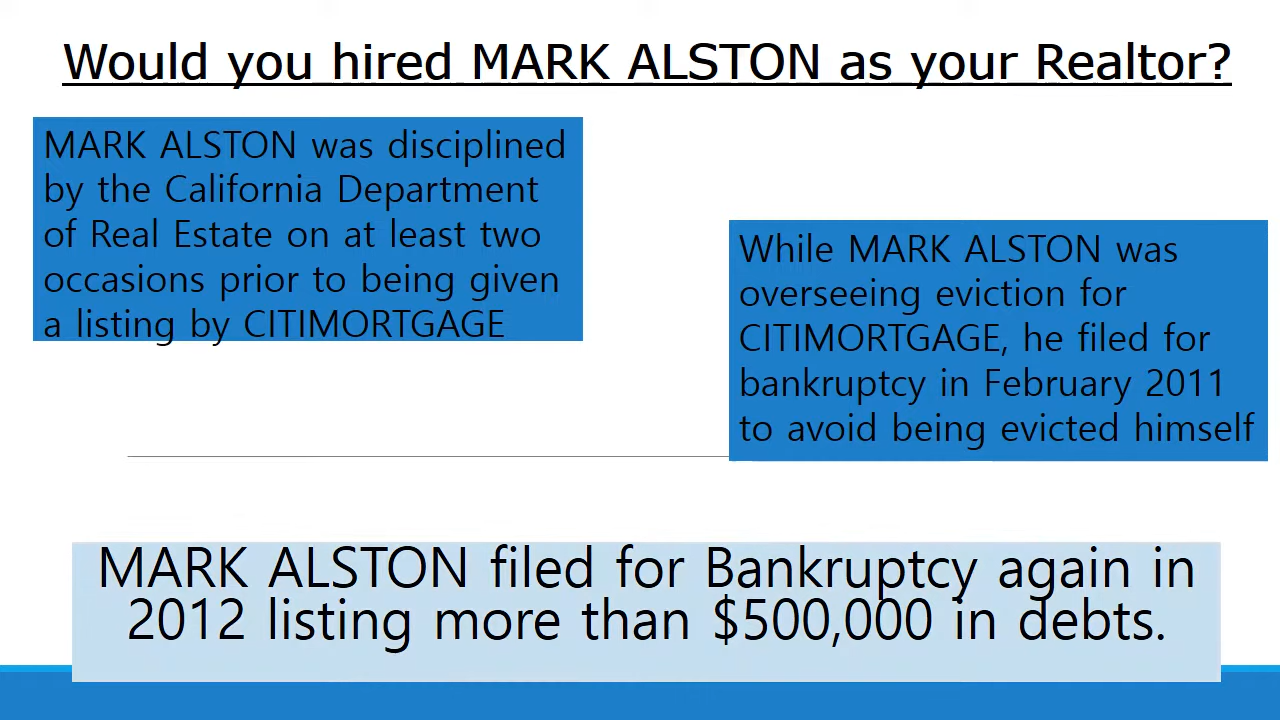 Would you hired MARK ALSTON as your Realtor?
MARK ALSTON was disciplined
by the California Department
of Real Estate on at least two
occasions prior to being given
a listing by CITIMORTGAGE
While MARK ALSTON was
overseeing eviction for
CITIMORTGAGE, he filed for
bankruptcy in February 2011
to avoid being evicted himself
MARK ALSTON filed for Bankruptcy again in
2012 listing more than $500,000 in debts.